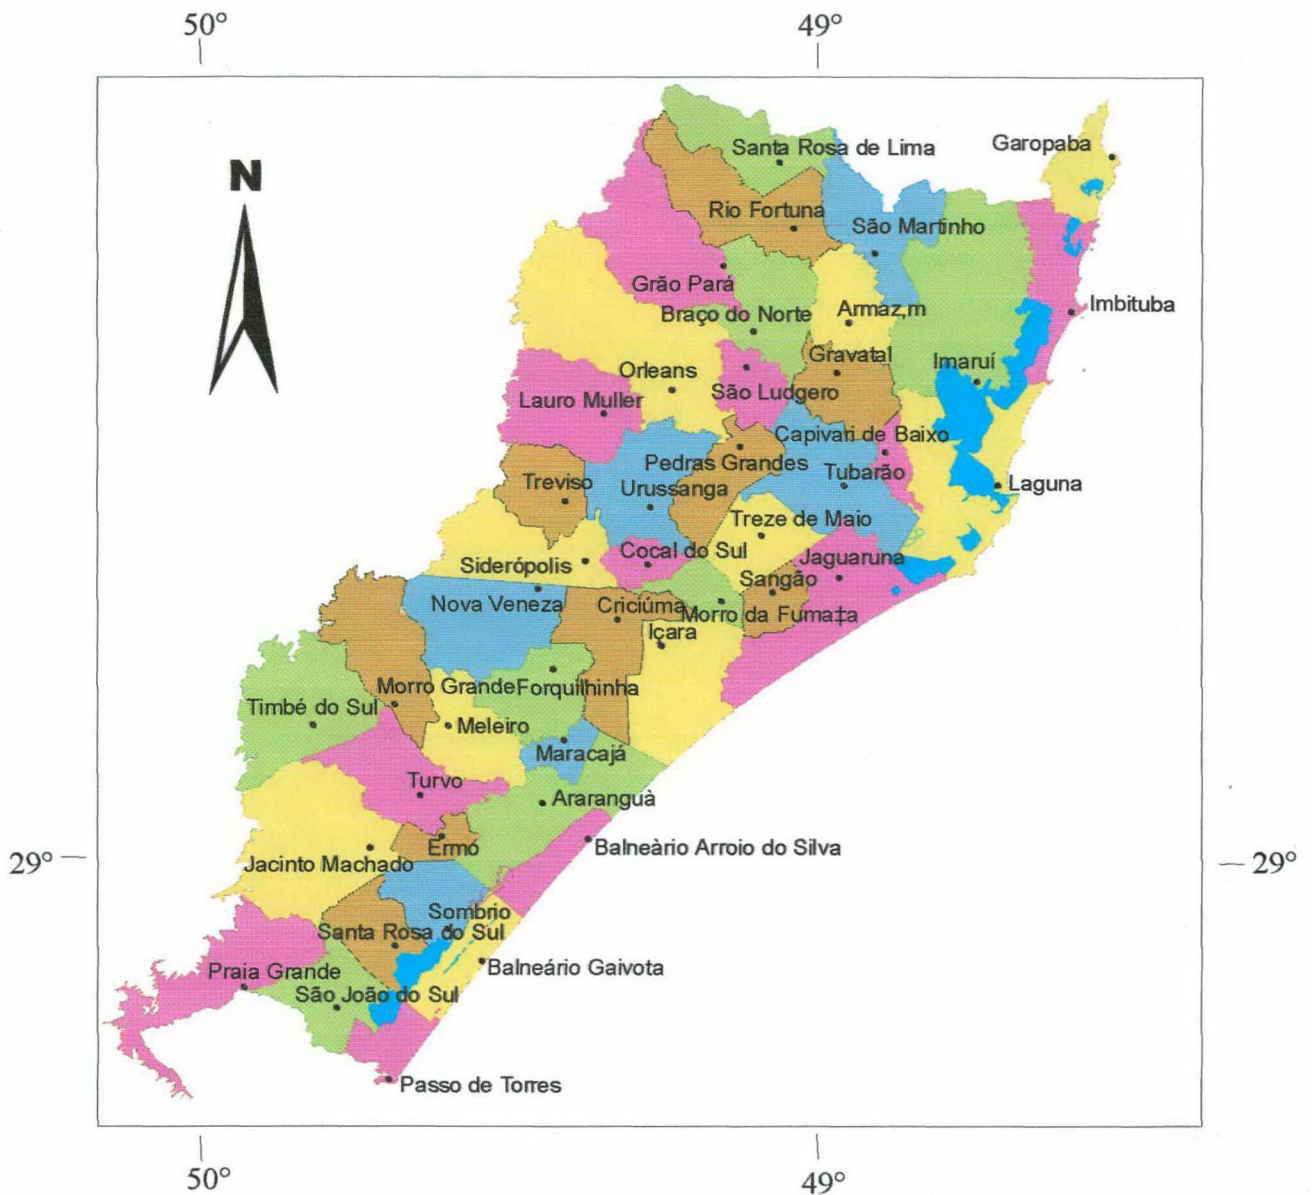 50°
49°
N
Garopaba
Santa Rosa de Lima
Rio Fortuna
São Martinho
Grão Pará
Imbituba
Braço do Norte
Armaz,m
Gravatal
Imaruí
Orleans
São Ludgero
Lauro Muller
Capivari de Baixo
Pedras Grandes
Tubarão
Treviso
Urussanga
Laguna
Treze de Maio
Cocal do Sul
Jaguaruna
Siderópolis
Sangão
Nova Veneza
Criciúma
Morro da Fuma‡a
Içara
Morro Grande
Forquilhinha
Timbé do Sul
Meleiro
Maracajá
Turvo
Araranguà
Ermo
Balneàrio Arroio do Silva
29°
29°
Jacinto Machado
Sombrio
Santa Rosa do Sul
Praia Grande
Balneário Gaivota
São João do Sul
Passo de Torres
50°
49°